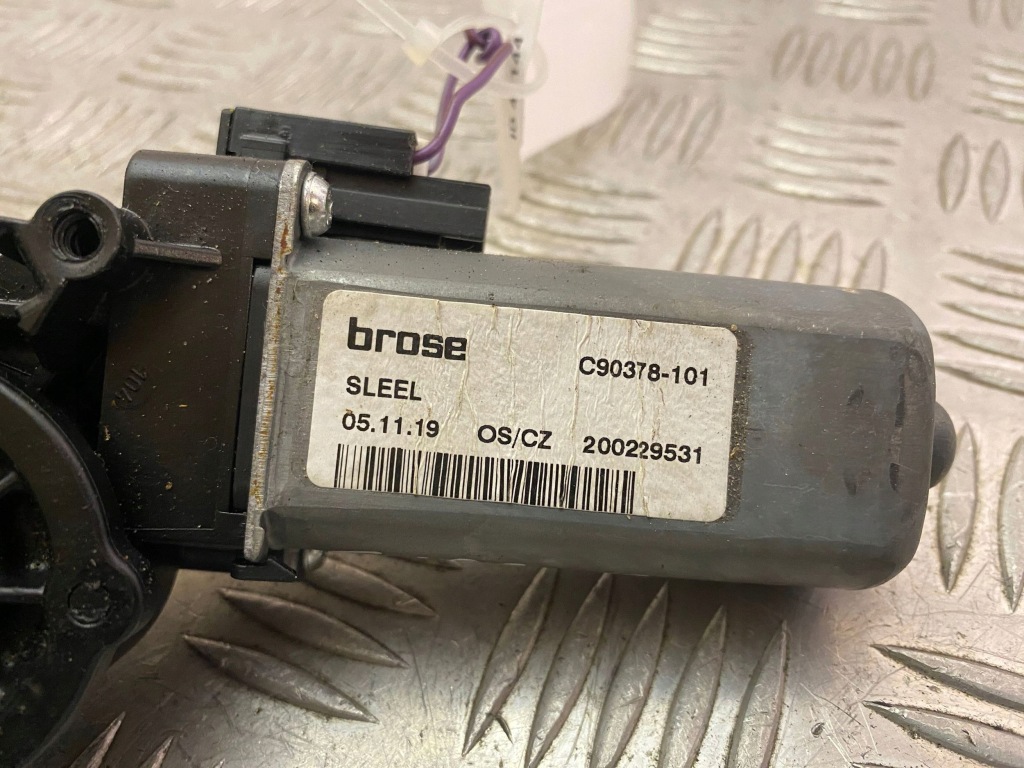 brose
C90378-101
SLEEL
05.11.19 OS/CZ 200229531